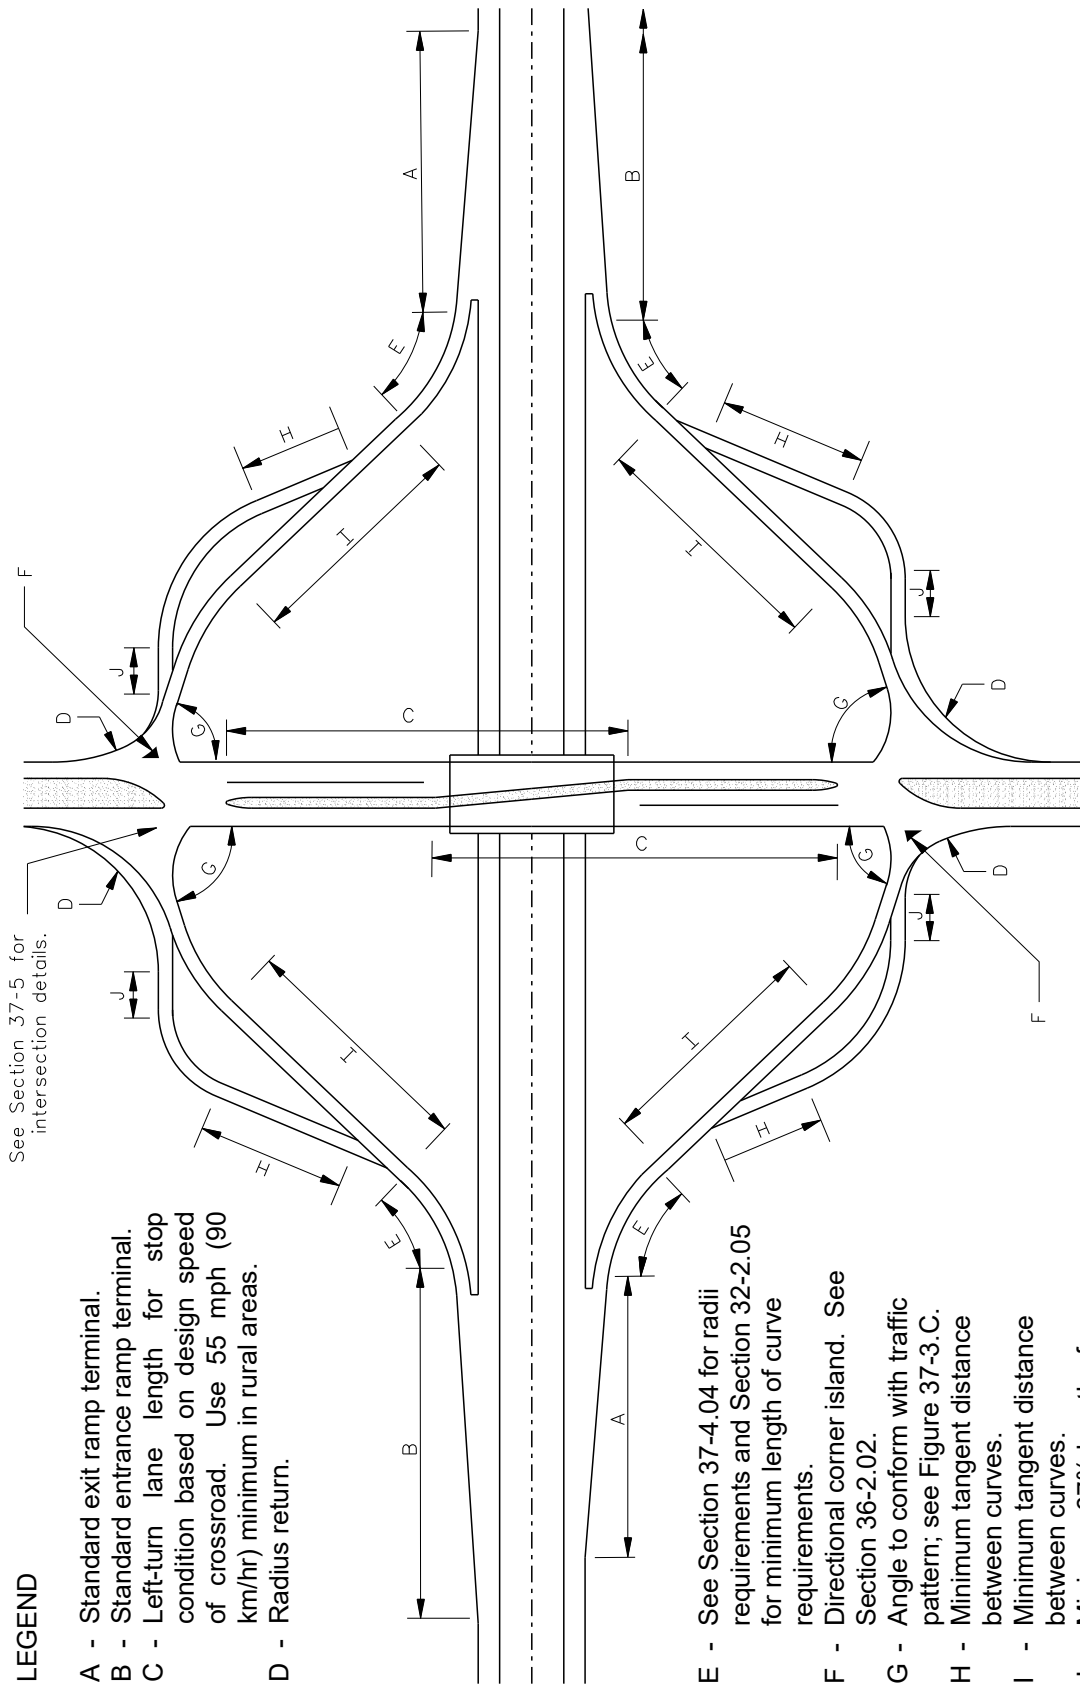 LEGEND
A - Standard exit ramp terminal.
B - Standard entrance ramp terminal.
C - Left-turn lane length for stop
condition based on design speed
of crossroad. Use 55 mph (90
km/hr) minimum in rural areas.
D - Radius return.
E - See Section 37-4.04 for radii
requirements and Section 32-2.05
for minimum length of curve
requirements.
F - Directional corner island. See
Section 36-2.02.
G - Angle to conform with traffic
pattern; see Figure 37-3.C.
H - Minimum tangent distance
between curves.
I - Minimum tangent distance
between curves.
See Section 37-5 for
intersection details.
B
E
H
I
J
D
G
F
D
J
G
H
I
E
A
C
C
A
E
H
I
J
G
D
F
G
D
J
I
H
E
B